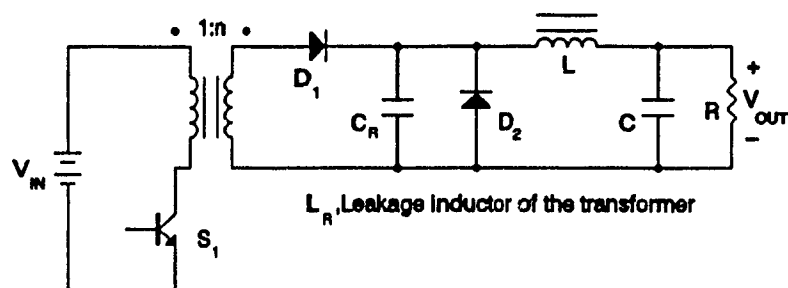 1:n
D1
CR
D2
L
C
R
+
VOUT
−
VIN
S1
LR,Leakage inductor of the transformer